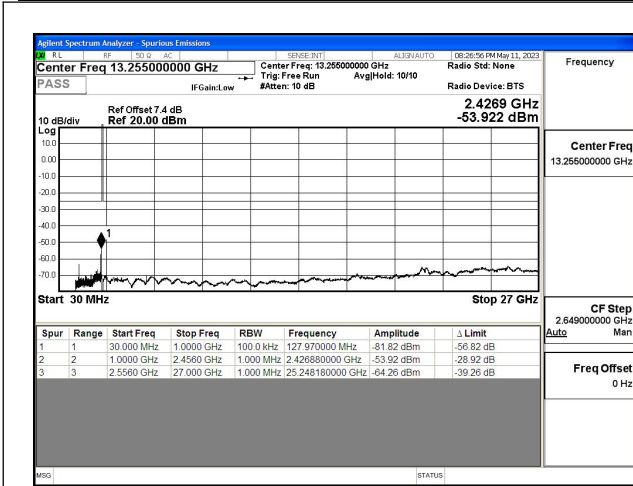 Agilent Spectrum Analyzer - Spurious Emissions
RL RF 50 Ω AC SENSE:INT ALIGNAUTO 08:26:56 PM May 11, 2023
Center Freq 13.255000000 GHz Center Freq: 13.255000000 GHz Radio Std: None
Trig: Free Run Avg|Hold: 10/10
PASS IFGain:Low #Atten: 10 dB Radio Device: BTS
Frequency
Ref Offset 7.4 dB 2.4269 GHz
10 dB/div Ref 20.00 dBm -53.922 dBm
Log
10.0
0.00
-10.0
-20.0
-30.0
-40.0
1
-50.0
-60.0
-70.0
Start 30 MHz Stop 27 GHz
Spur Range Start Freq Stop Freq RBW Frequency Amplitude Δ Limit
1 1 30.000 MHz 1.0000 GHz 100.0 kHz 127.970000 MHz -81.82 dBm -56.82 dB
2 2 1.0000 GHz 2.4560 GHz 1.000 MHz 2.426880000 GHz -53.92 dBm -28.92 dB
3 3 2.5560 GHz 27.000 GHz 1.000 MHz 25.248180000 GHz -64.26 dBm -39.26 dB
Center Freq
13.255000000 GHz
CF Step
2.649000000 GHz
Auto Man
Freq Offset
0 Hz
MSG STATUS